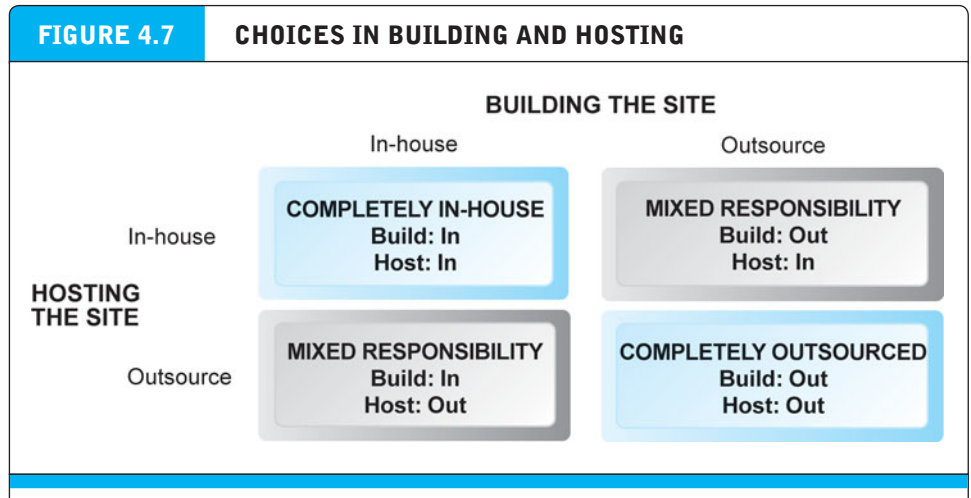 FIGURE 4.7 CHOICES IN BUILDING AND HOSTING
BUILDING THE SITE
In-house Outsource
In-house
COMPLETELY IN-HOUSE
Build: In
Host: In
MIXED RESPONSIBILITY
Build: Out
Host: In
HOSTING
THE SITE
Outsource
MIXED RESPONSIBILITY
Build: In
Host: Out
COMPLETELY OUTSOURCED
Build: Out
Host: Out